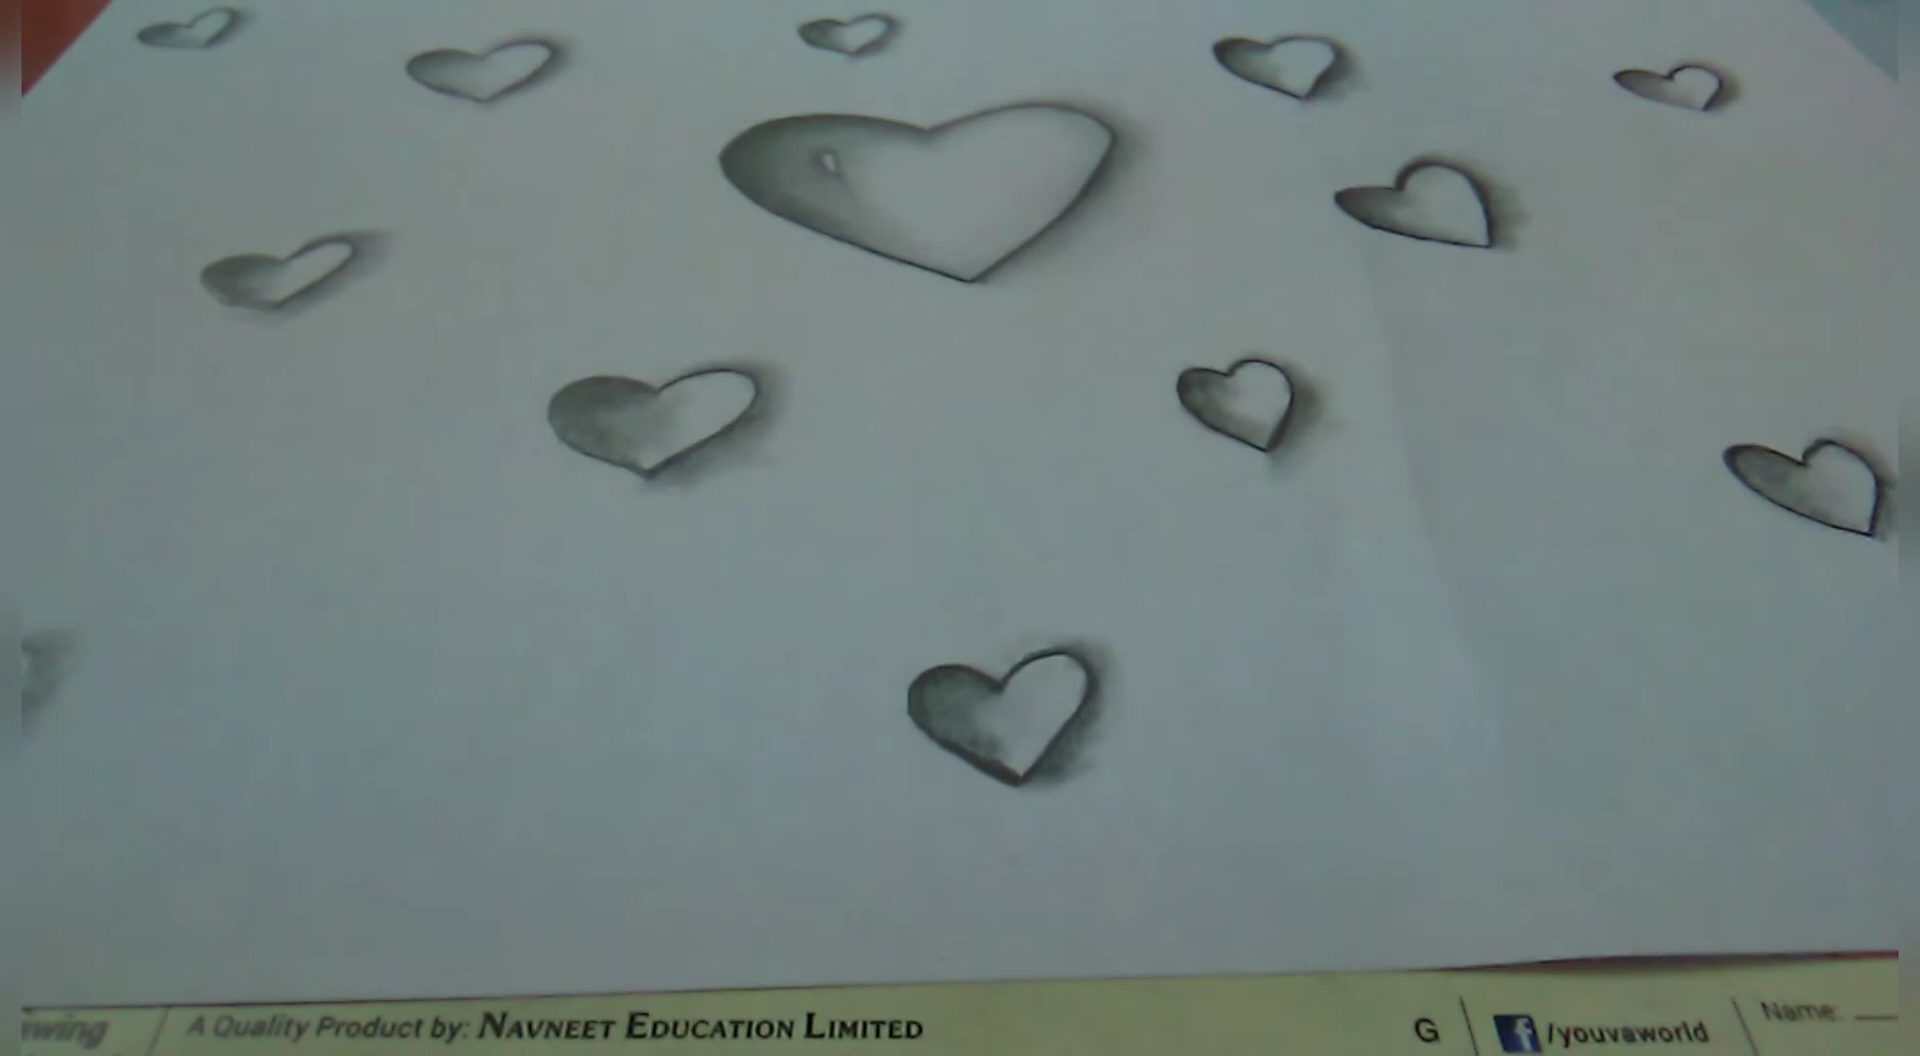 A Quality Product by: NAVNEET EDUCATION LIMITED
G
/youvaworld
Name: